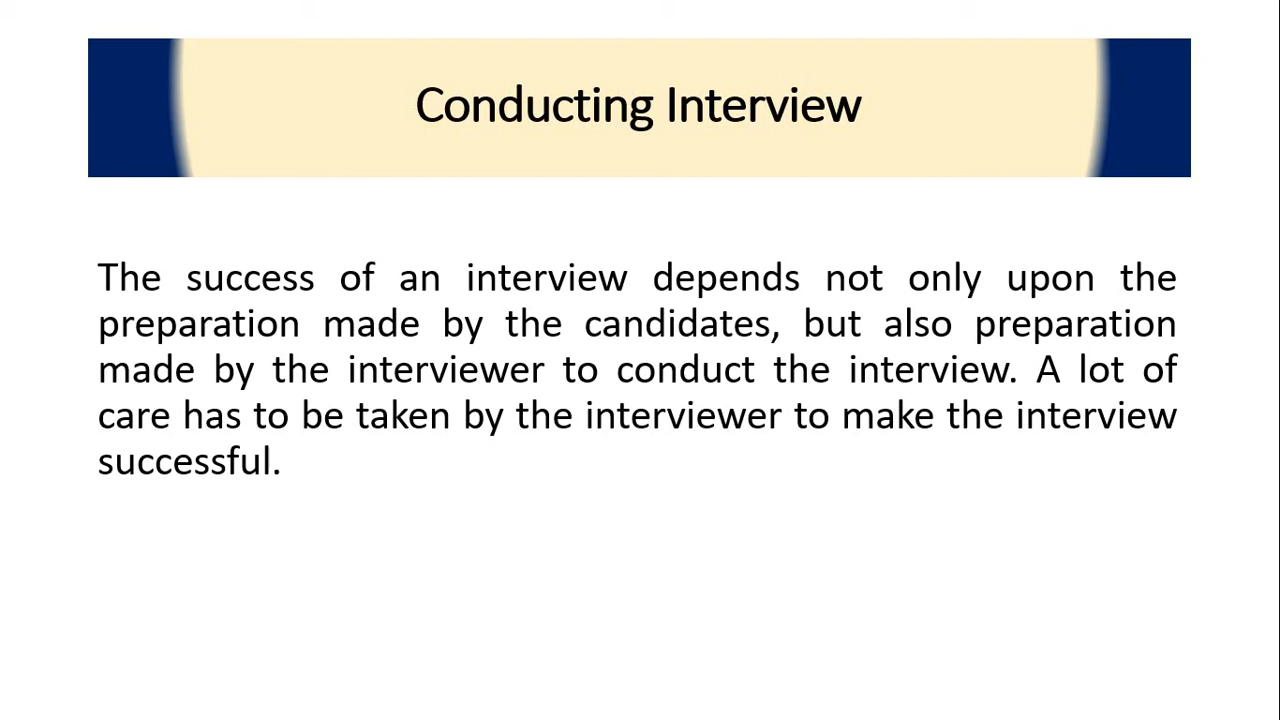 Conducting Interview
The success of an interview depends not only upon the
preparation made by the candidates, but also preparation
made by the interviewer to conduct the interview. A lot of
care has to be taken by the interviewer to make the interview
successful.